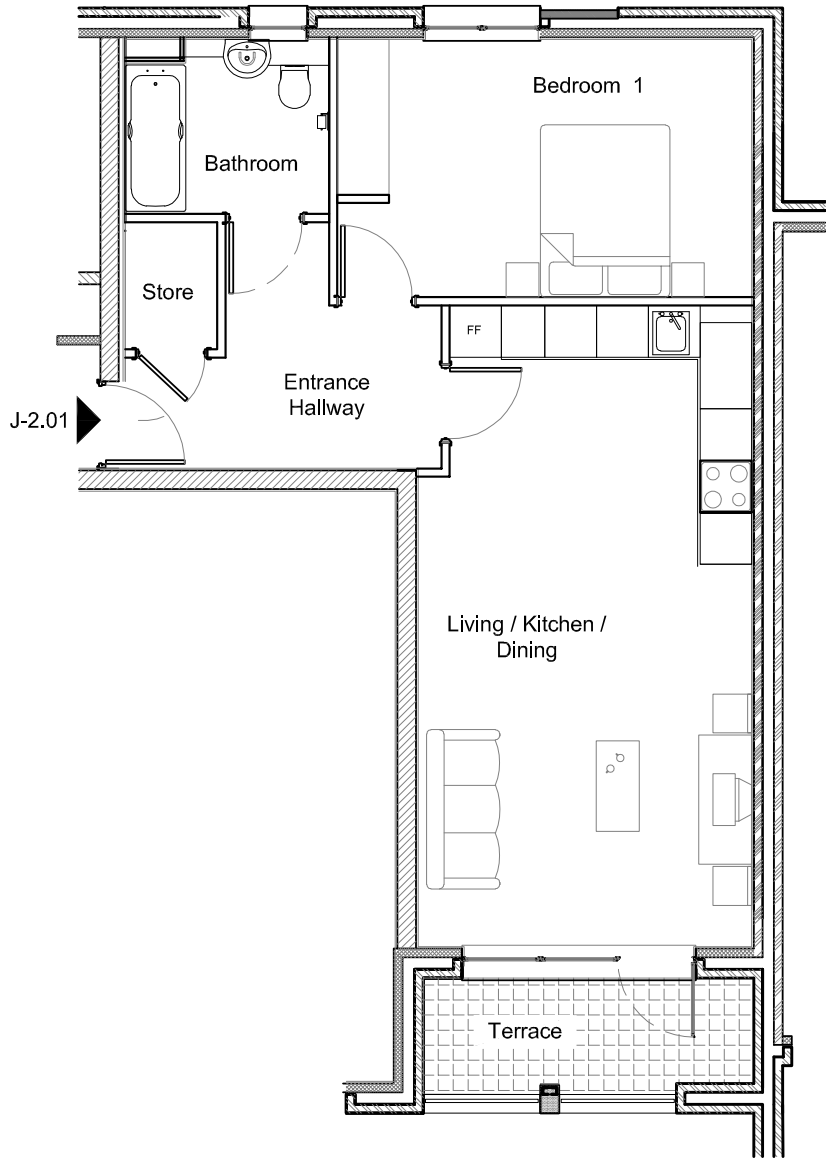 Bedroom 1
Bathroom
Store
FF
Entrance
Hallway
J-2.01
Living / Kitchen /
Dining
Terrace